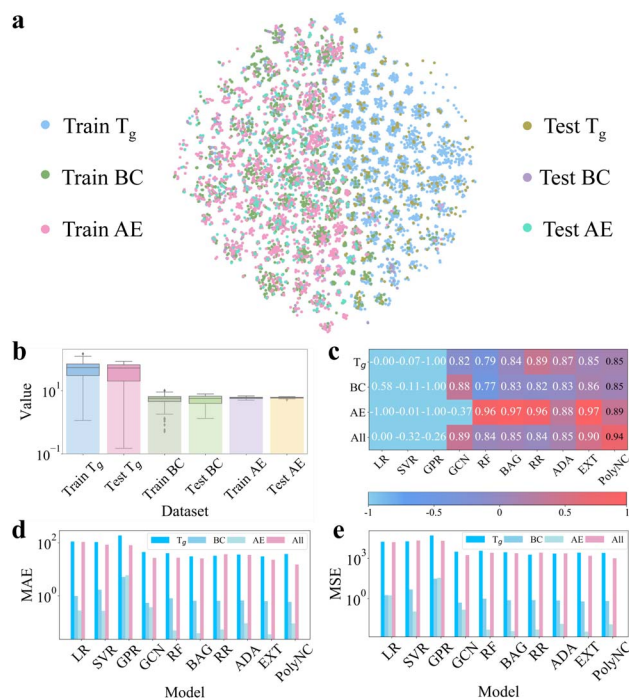 a
Train Tg
Train BC
Train AE
Test Tg
Test BC
Test AE
b
Value
10¹
10⁻¹
Train Tg
Test Tg
Train BC
Test BC
Train AE
Test AE
Dataset
c
Tg -0.00 -0.07 -1.00 0.82 0.79 0.84 0.89 0.87 0.85 0.85
BC -0.58 -0.11 -1.00 0.88 0.77 0.83 0.82 0.83 0.86 0.85
AE -1.00 -0.01 -1.00 -0.37 0.96 0.97 0.96 0.88 0.97 0.89
All 0.00 -0.32 -0.26 0.89 0.84 0.85 0.84 0.85 0.90 0.94
LR SVR GPR GCN RF BAG RR ADA EXT PolyNC
-1 -0.5 0 0.5 1
d
Tg BC AE All
MAE
10²
10⁰
LR SVR GPR GCN RF BAG RR ADA EXT PolyNC
Model
e
Tg BC AE All
MSE
10³
10⁰
LR SVR GPR GCN RF BAG RR ADA EXT PolyNC
Model